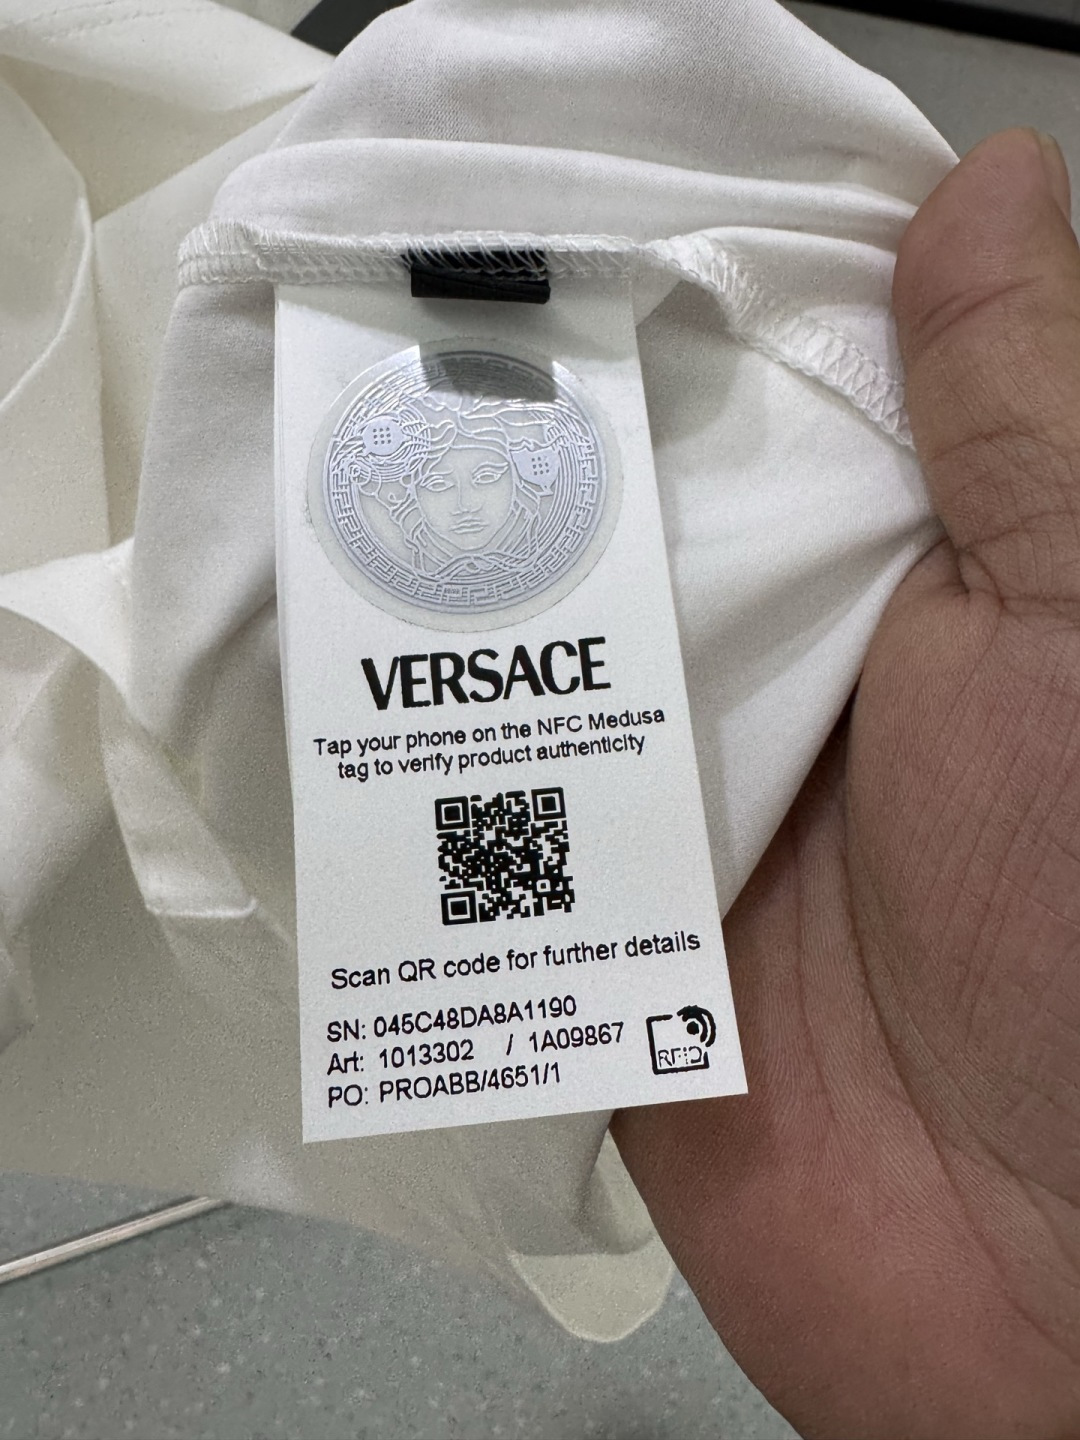 VERSACE
Tap your phone on the NFC Medusa
tag to verify product authenticity
Scan QR code for further details
SN: 045C48DA8A1190
Art: 1013302 / 1A09867
PO: PROABB/4651/1
RFID